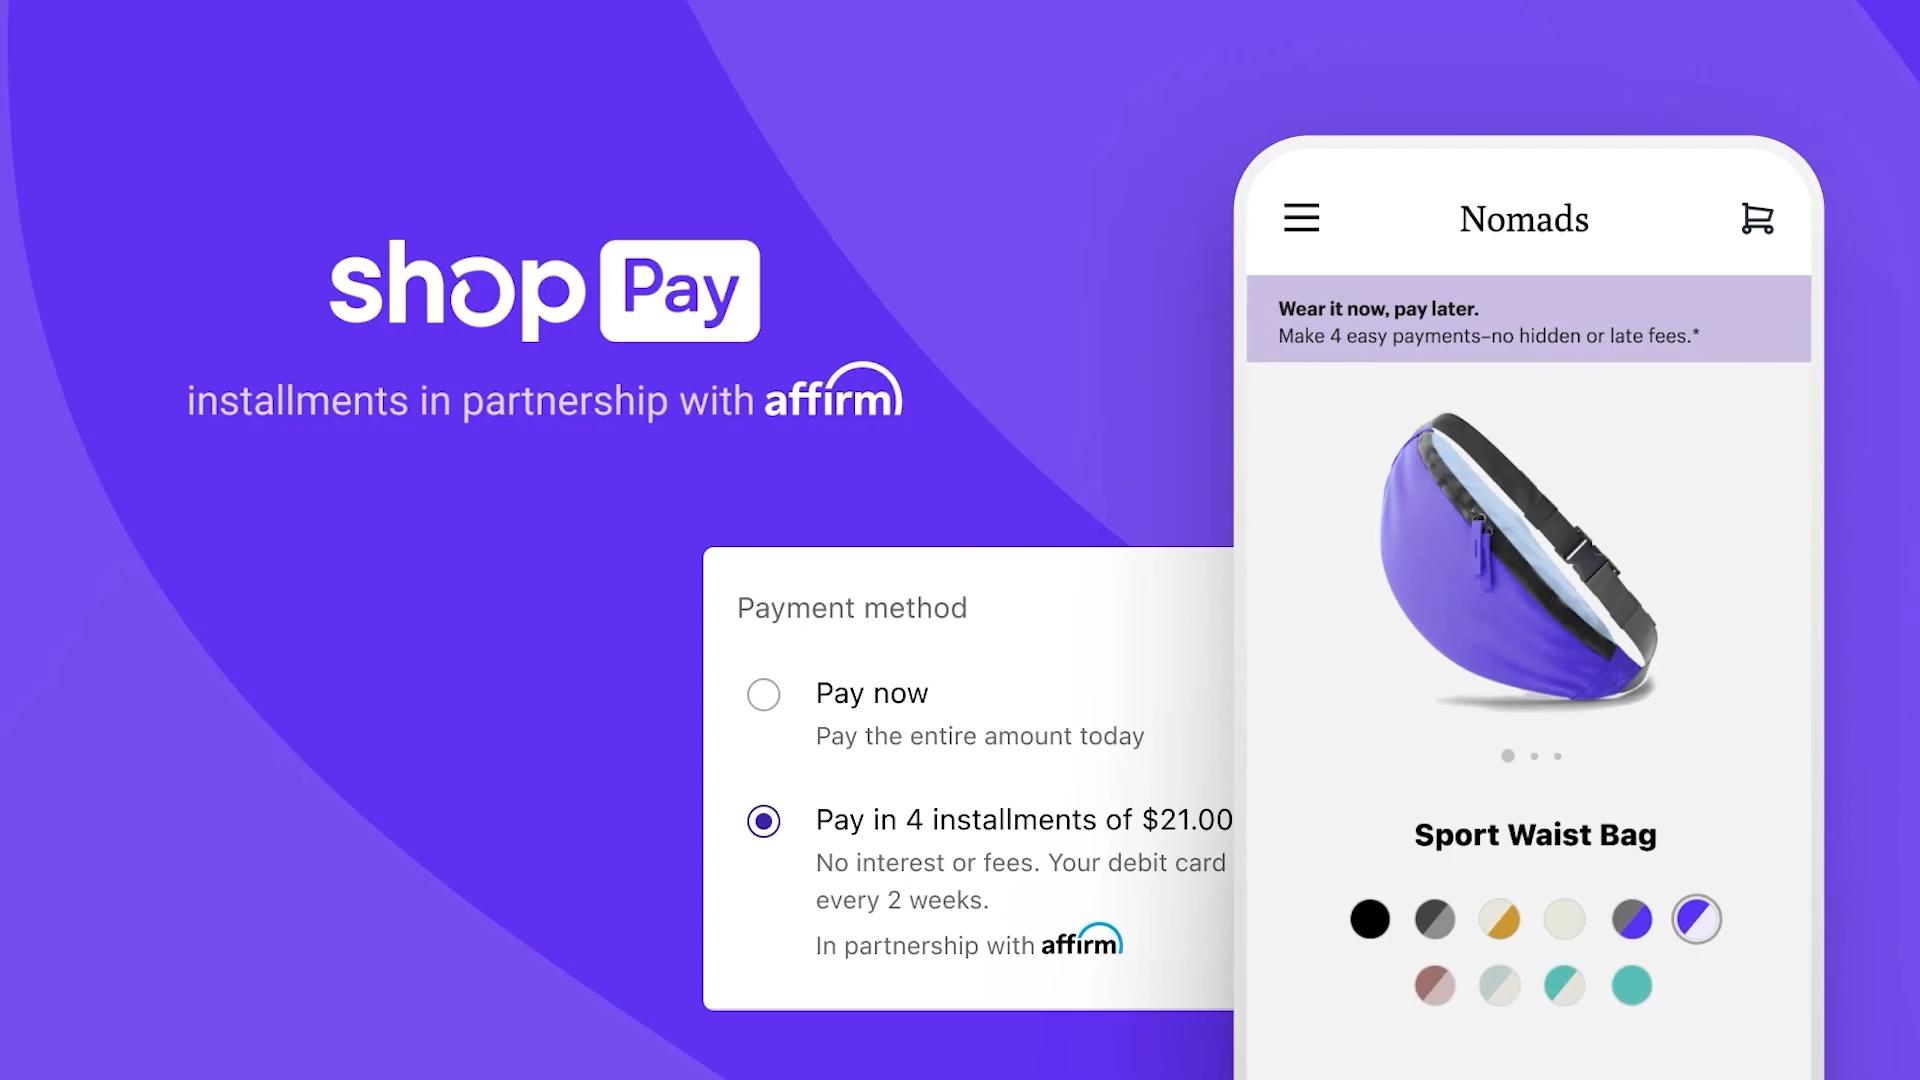 shop Pay
installments in partnership with affirm
Payment method
Pay now
Pay the entire amount today
Pay in 4 installments of $21.00
No interest or fees. Your debit card
every 2 weeks.
In partnership with affirm
Nomads
Wear it now, pay later.
Make 4 easy payments–no hidden or late fees.*
Sport Waist Bag